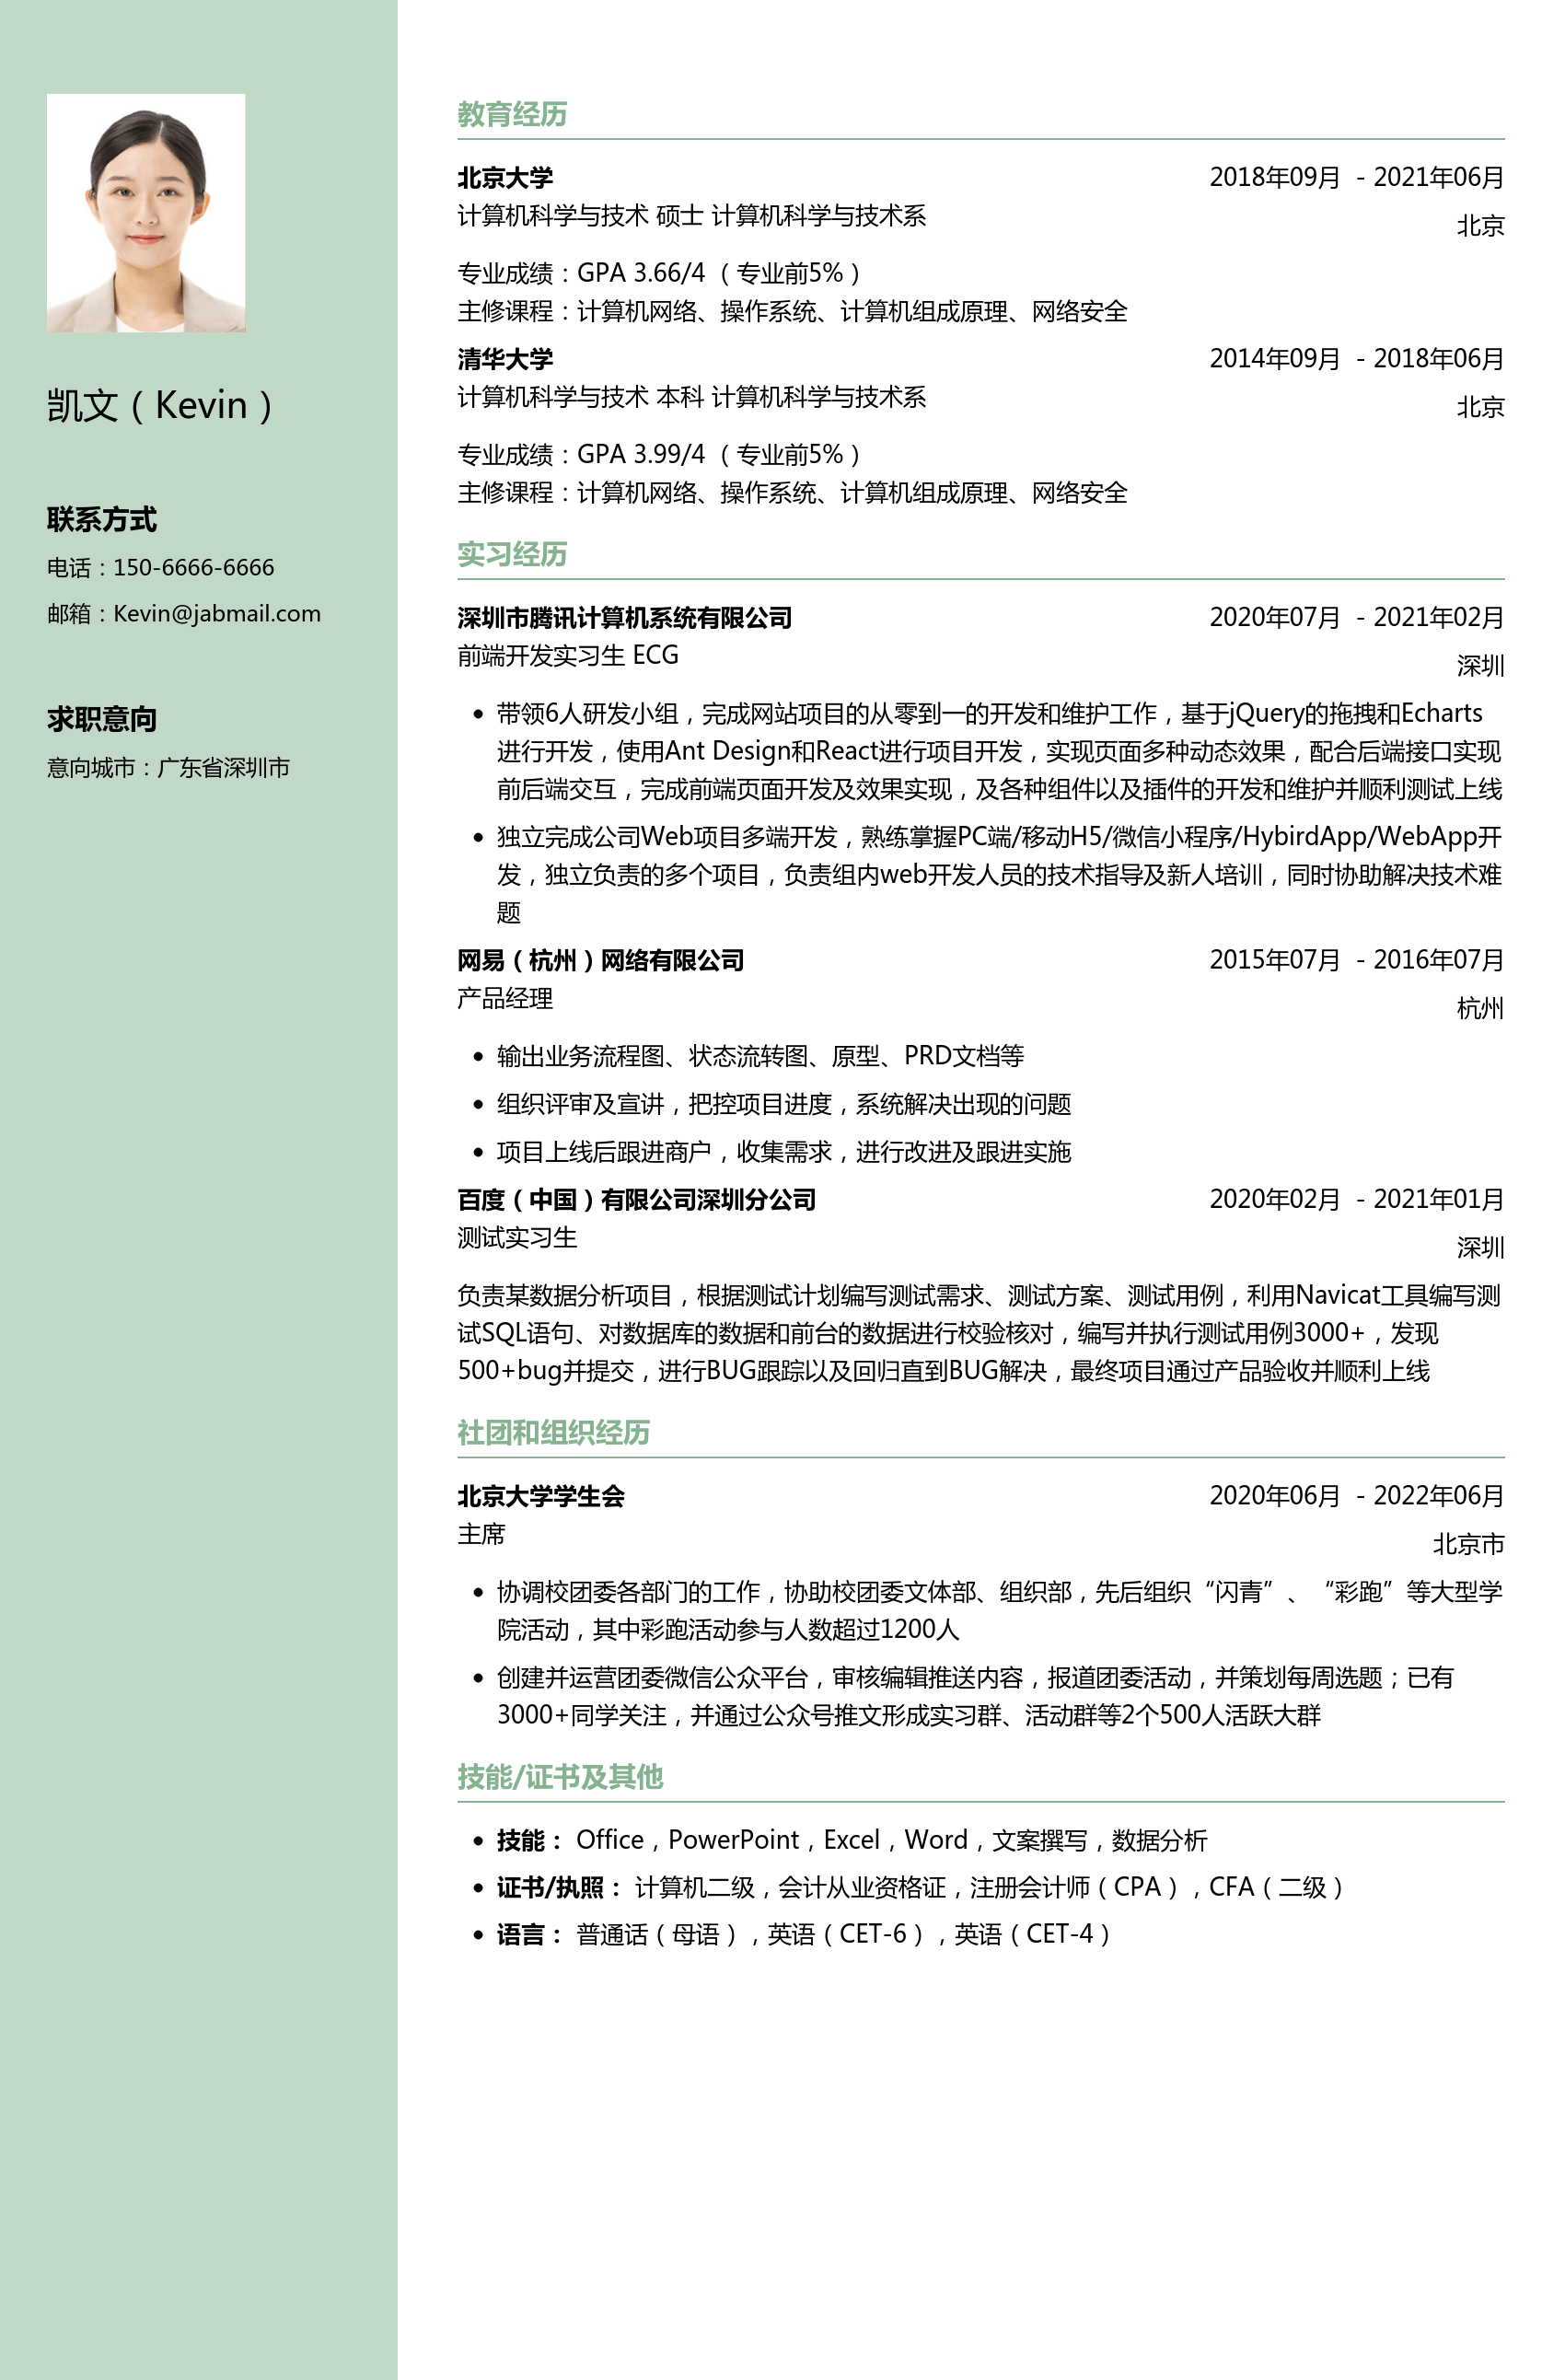 凯文（Kevin）
联系方式
电话：150-6666-6666
邮箱：Kevin@jabmail.com
求职意向
意向城市：广东省深圳市
教育经历
北京大学 2018年09月 - 2021年06月
计算机科学与技术 硕士 计算机科学与技术系
北京
专业成绩：GPA 3.66/4 （专业前5%）
主修课程：计算机网络、操作系统、计算机组成原理、网络安全
清华大学 2014年09月 - 2018年06月
计算机科学与技术 本科 计算机科学与技术系
北京
专业成绩：GPA 3.99/4 （专业前5%）
主修课程：计算机网络、操作系统、计算机组成原理、网络安全
实习经历
深圳市腾讯计算机系统有限公司 2020年07月 - 2021年02月
前端开发实习生 ECG
深圳
• 带领6人研发小组，完成网站项目的从零到一的开发和维护工作，基于jQuery的拖拽和Echarts
进行开发，使用Ant Design和React进行项目开发，实现页面多种动态效果，配合后端接口实现
前后端交互，完成前端页面开发及效果实现，及各种组件以及插件的开发和维护并顺利测试上线
• 独立完成公司Web项目多端开发，熟练掌握PC端/移动H5/微信小程序/HybirdApp/WebApp开
发，独立负责的多个项目，负责组内web开发人员的技术指导及新人培训，同时协助解决技术难
题
网易（杭州）网络有限公司 2015年07月 - 2016年07月
产品经理
杭州
• 输出业务流程图、状态流转图、原型、PRD文档等
• 组织评审及宣讲，把控项目进度，系统解决出现的问题
• 项目上线后跟进商户，收集需求，进行改进及跟进实施
百度（中国）有限公司深圳分公司 2020年02月 - 2021年01月
测试实习生
深圳
负责某数据分析项目，根据测试计划编写测试需求、测试方案、测试用例，利用Navicat工具编写测
试SQL语句、对数据库的数据和前台的数据进行校验核对，编写并执行测试用例3000+，发现
500+bug并提交，进行BUG跟踪以及回归直到BUG解决，最终项目通过产品验收并顺利上线
社团和组织经历
北京大学学生会 2020年06月 - 2022年06月
主席
北京市
• 协调校团委各部门的工作，协助校团委文体部、组织部，先后组织“闪青”、“彩跑”等大型学
院活动，其中彩跑活动参与人数超过1200人
• 创建并运营团委微信公众平台，审核编辑推送内容，报道团委活动，并策划每周选题；已有
3000+同学关注，并通过公众号推文形成实习群、活动群等2个500人活跃大群
技能/证书及其他
• 技能： Office，PowerPoint，Excel，Word，文案撰写，数据分析
• 证书/执照： 计算机二级，会计从业资格证，注册会计师（CPA），CFA（二级）
• 语言： 普通话（母语），英语（CET-6），英语（CET-4）